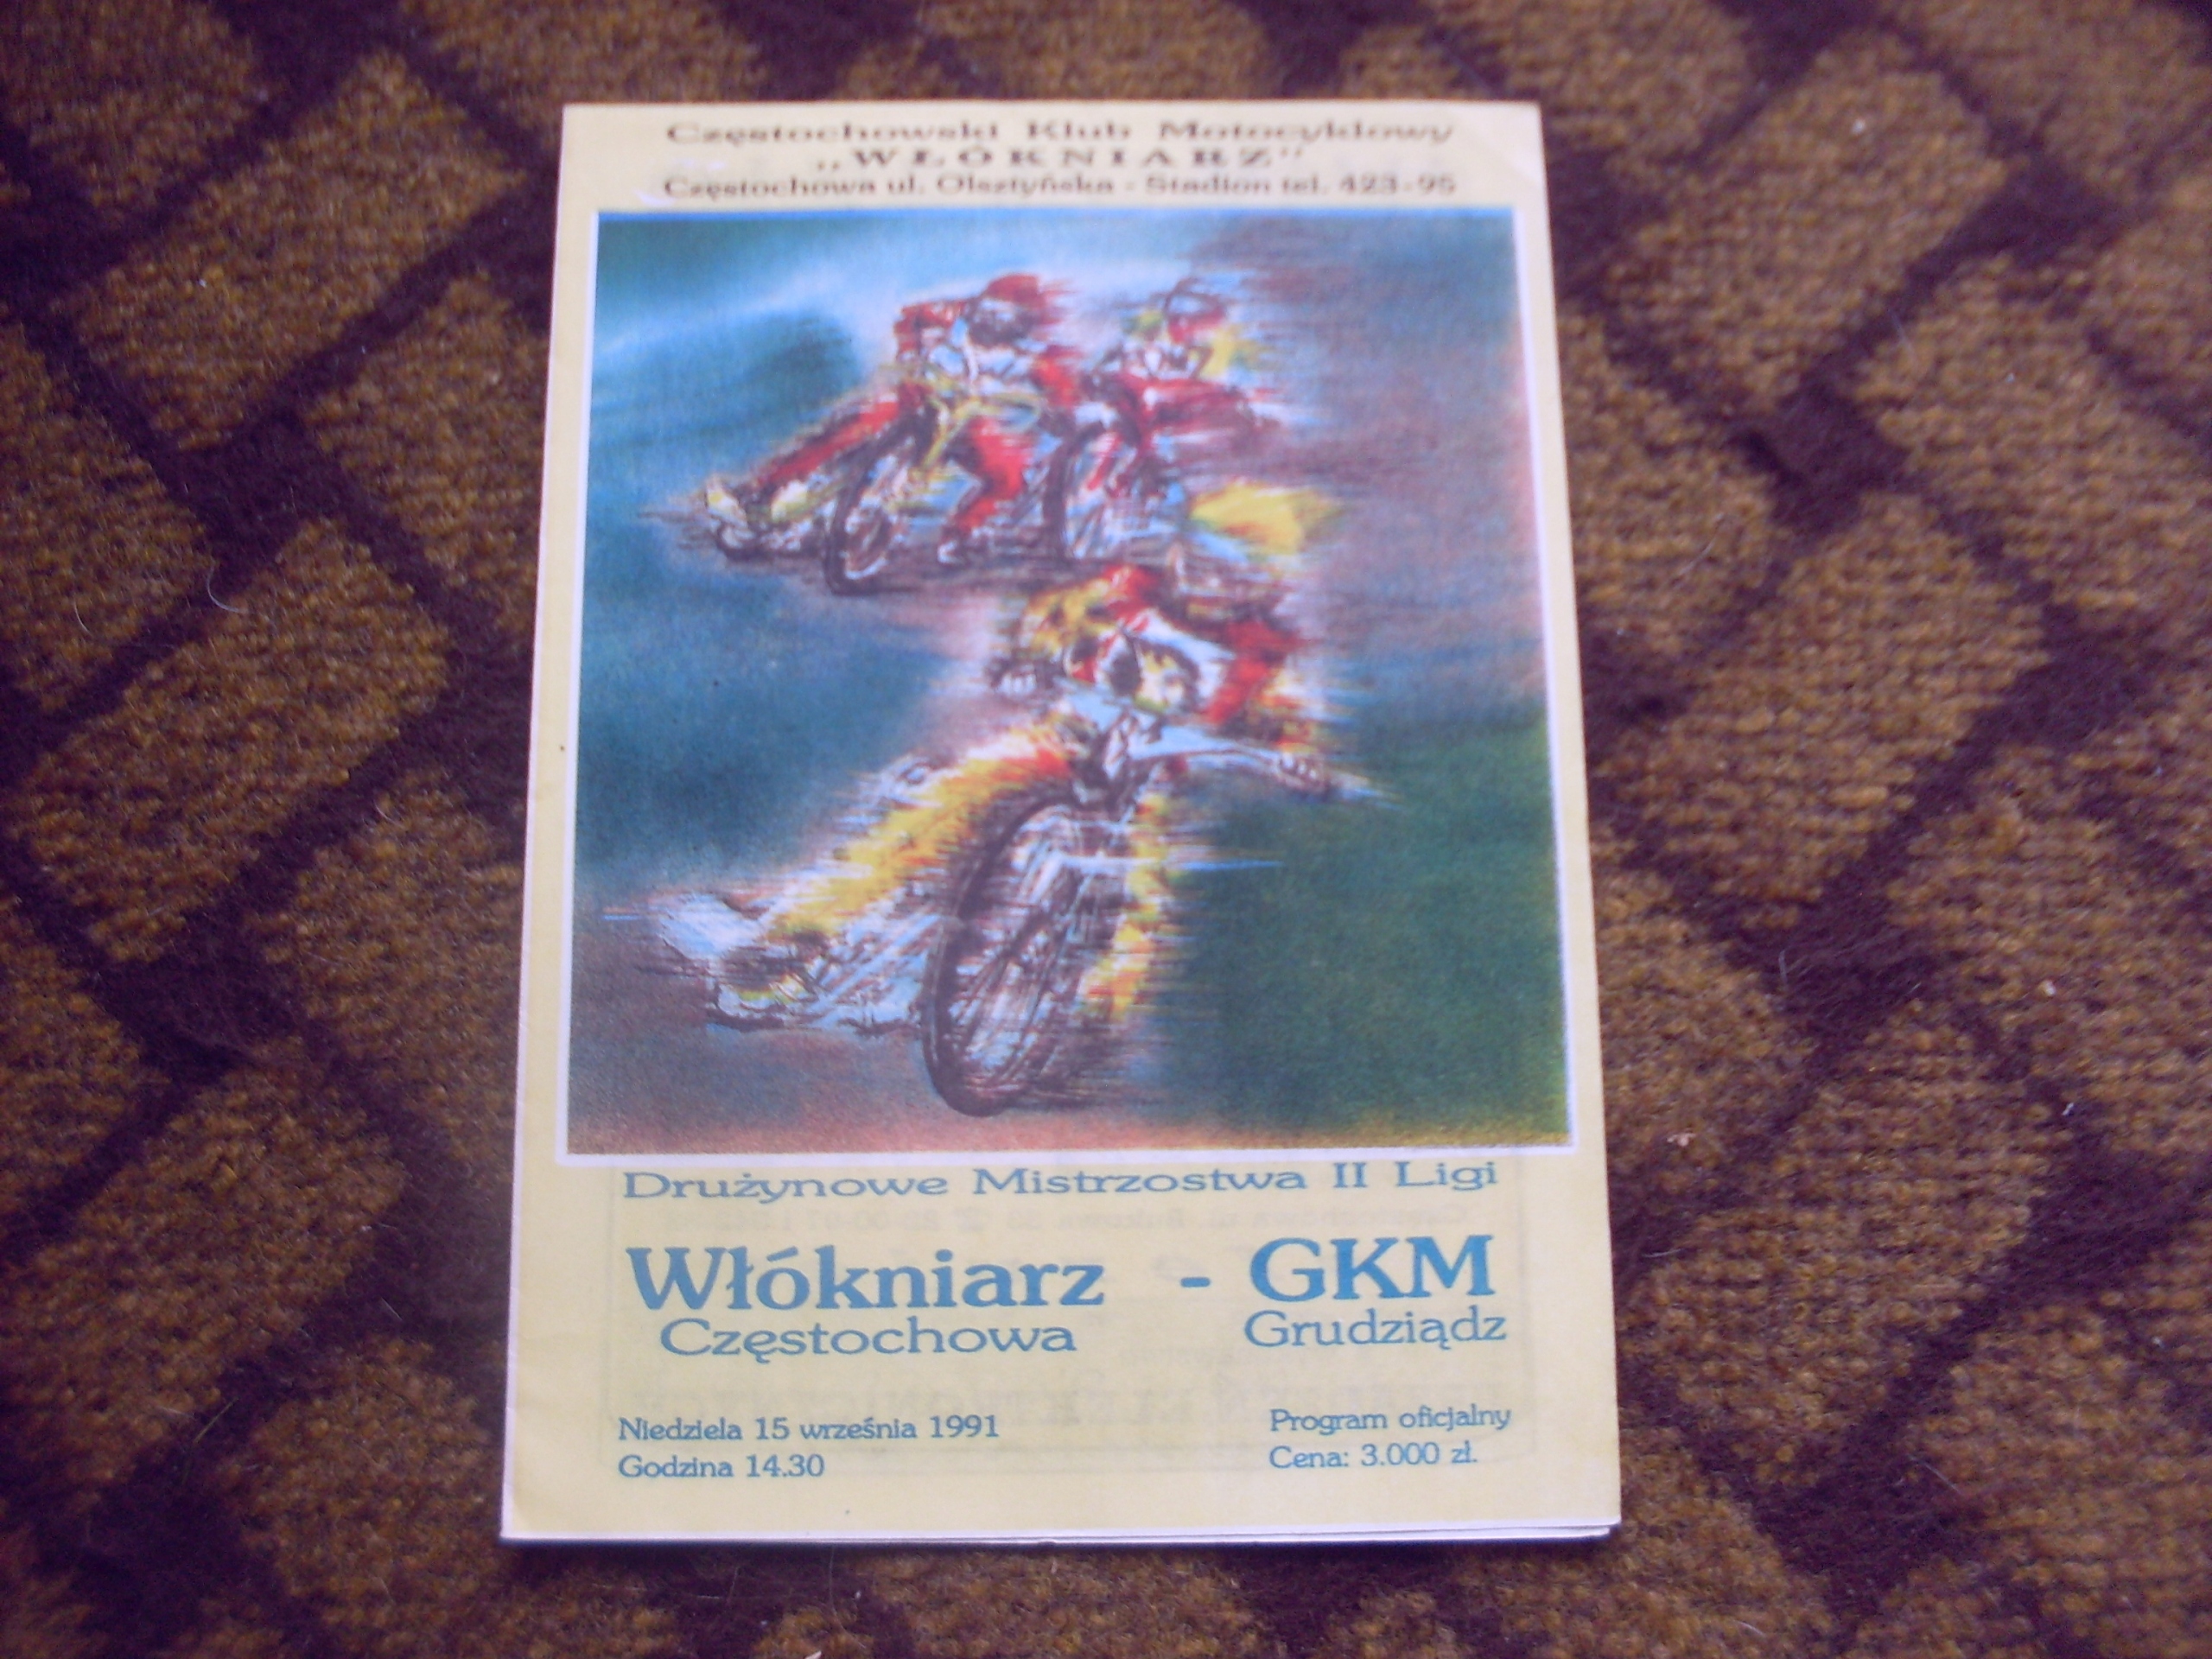 Częstochowski Klub Motocyklowy
„WŁÓKNIARZ"
Częstochowa ul. Olsztyńska - Stadion tel. 423-95
Drużynowe Mistrzostwa II Ligi
Włókniarz - GKM
Częstochowa Grudziądz
Niedziela 15 września 1991
Godzina 14.30
Program oficjalny
Cena: 3.000 zł.